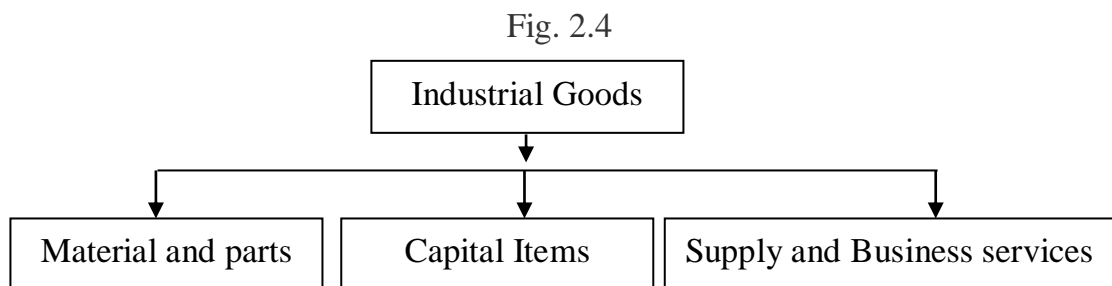 Fig. 2.4
Industrial Goods
Material and parts
Capital Items
Supply and Business services